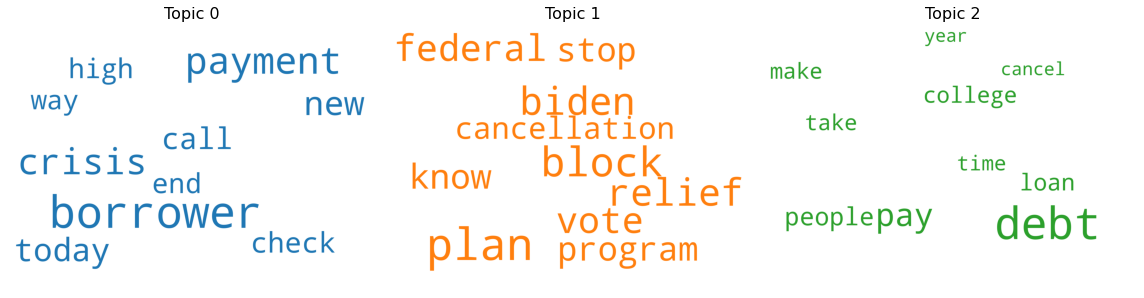 Topic 0
high
payment
way
new
call
crisis
end
borrower
today
check
Topic 1
federal stop
biden
cancellation
block
know
relief
vote
plan
program
Topic 2
year
make
cancel
college
take
time
loan
people pay
debt